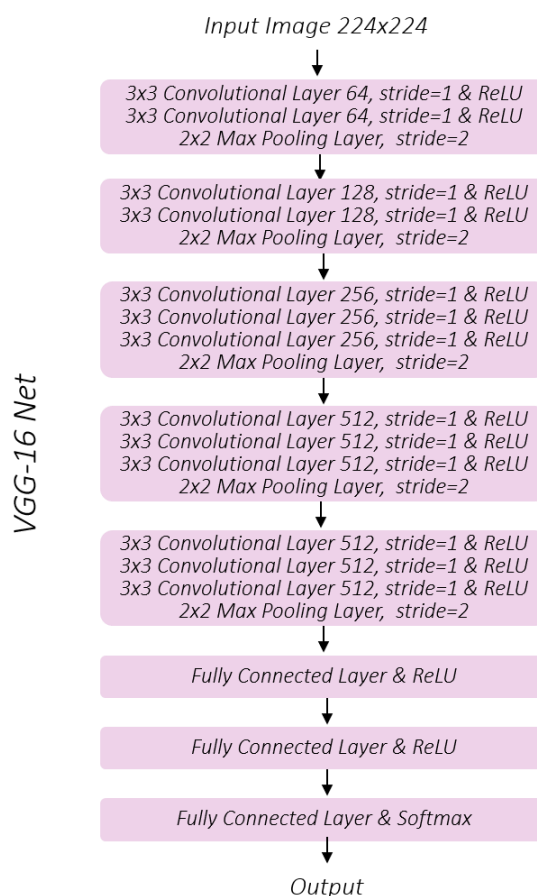 Input Image 224x224
3x3 Convolutional Layer 64, stride=1 & ReLU
3x3 Convolutional Layer 64, stride=1 & ReLU
2x2 Max Pooling Layer, stride=2
3x3 Convolutional Layer 128, stride=1 & ReLU
3x3 Convolutional Layer 128, stride=1 & ReLU
2x2 Max Pooling Layer, stride=2
3x3 Convolutional Layer 256, stride=1 & ReLU
3x3 Convolutional Layer 256, stride=1 & ReLU
3x3 Convolutional Layer 256, stride=1 & ReLU
2x2 Max Pooling Layer, stride=2
3x3 Convolutional Layer 512, stride=1 & ReLU
3x3 Convolutional Layer 512, stride=1 & ReLU
3x3 Convolutional Layer 512, stride=1 & ReLU
2x2 Max Pooling Layer, stride=2
3x3 Convolutional Layer 512, stride=1 & ReLU
3x3 Convolutional Layer 512, stride=1 & ReLU
3x3 Convolutional Layer 512, stride=1 & ReLU
2x2 Max Pooling Layer, stride=2
Fully Connected Layer & ReLU
Fully Connected Layer & ReLU
Fully Connected Layer & Softmax
Output
VGG-16 Net